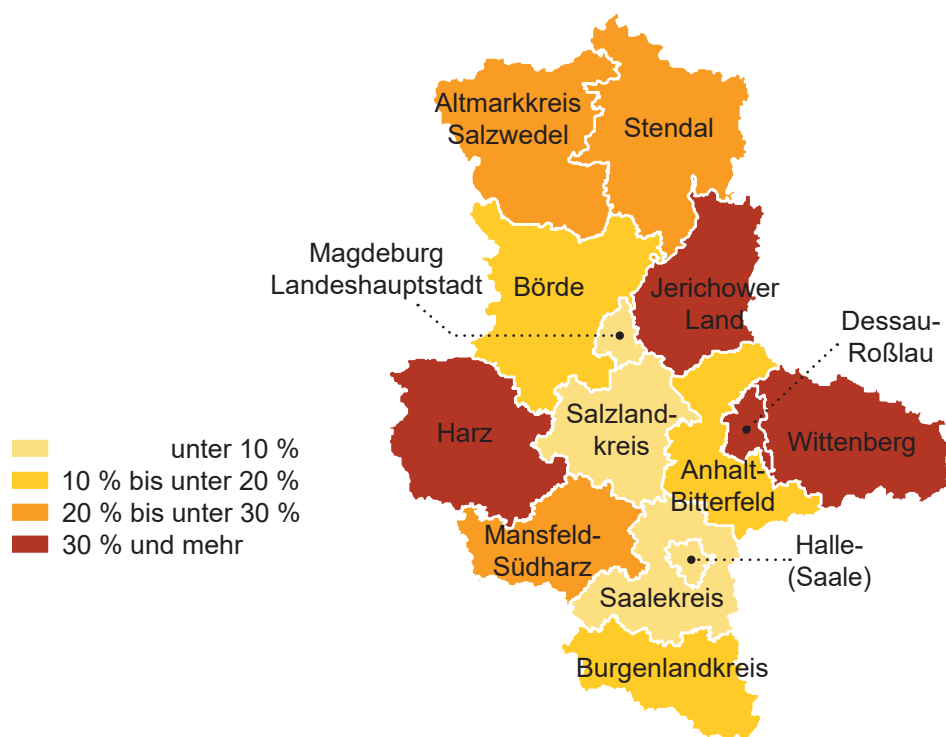 Altmarkkreis
Salzwedel
Stendal
Magdeburg
Landeshauptstadt
Börde
Jerichower
Land
Dessau-
Roßlau
Harz
Salzland-
kreis
Wittenberg
Anhalt-
Bitterfeld
unter 10 %
10 % bis unter 20 %
20 % bis unter 30 %
30 % und mehr
Mansfeld-
Südharz
Halle-
(Saale)
Saalekreis
Burgenlandkreis